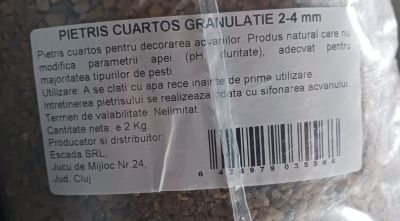 PIETRIS CUARTOS GRANULATIE 2-4 mm
Pietris cuartos pentru decorarea acvariilor. Produs natural care nu
modifica parametrii apei (pH, duritate), adecvat pentru
majoritatea tipurilor de pesti
Utilizare: A se clati cu apa rece inainte de prima utilizare.
Intretinerea pietrisului se realizeaza odata cu sifonarea acvariului.
Termen de valabilitate: Nelimitat.
Cantitate neta: e 2 Kg.
Producator si distribuitor:
Escada SRL,
Jucu de Mijloc Nr.24,
Jud. Cluj
6 424979 035564